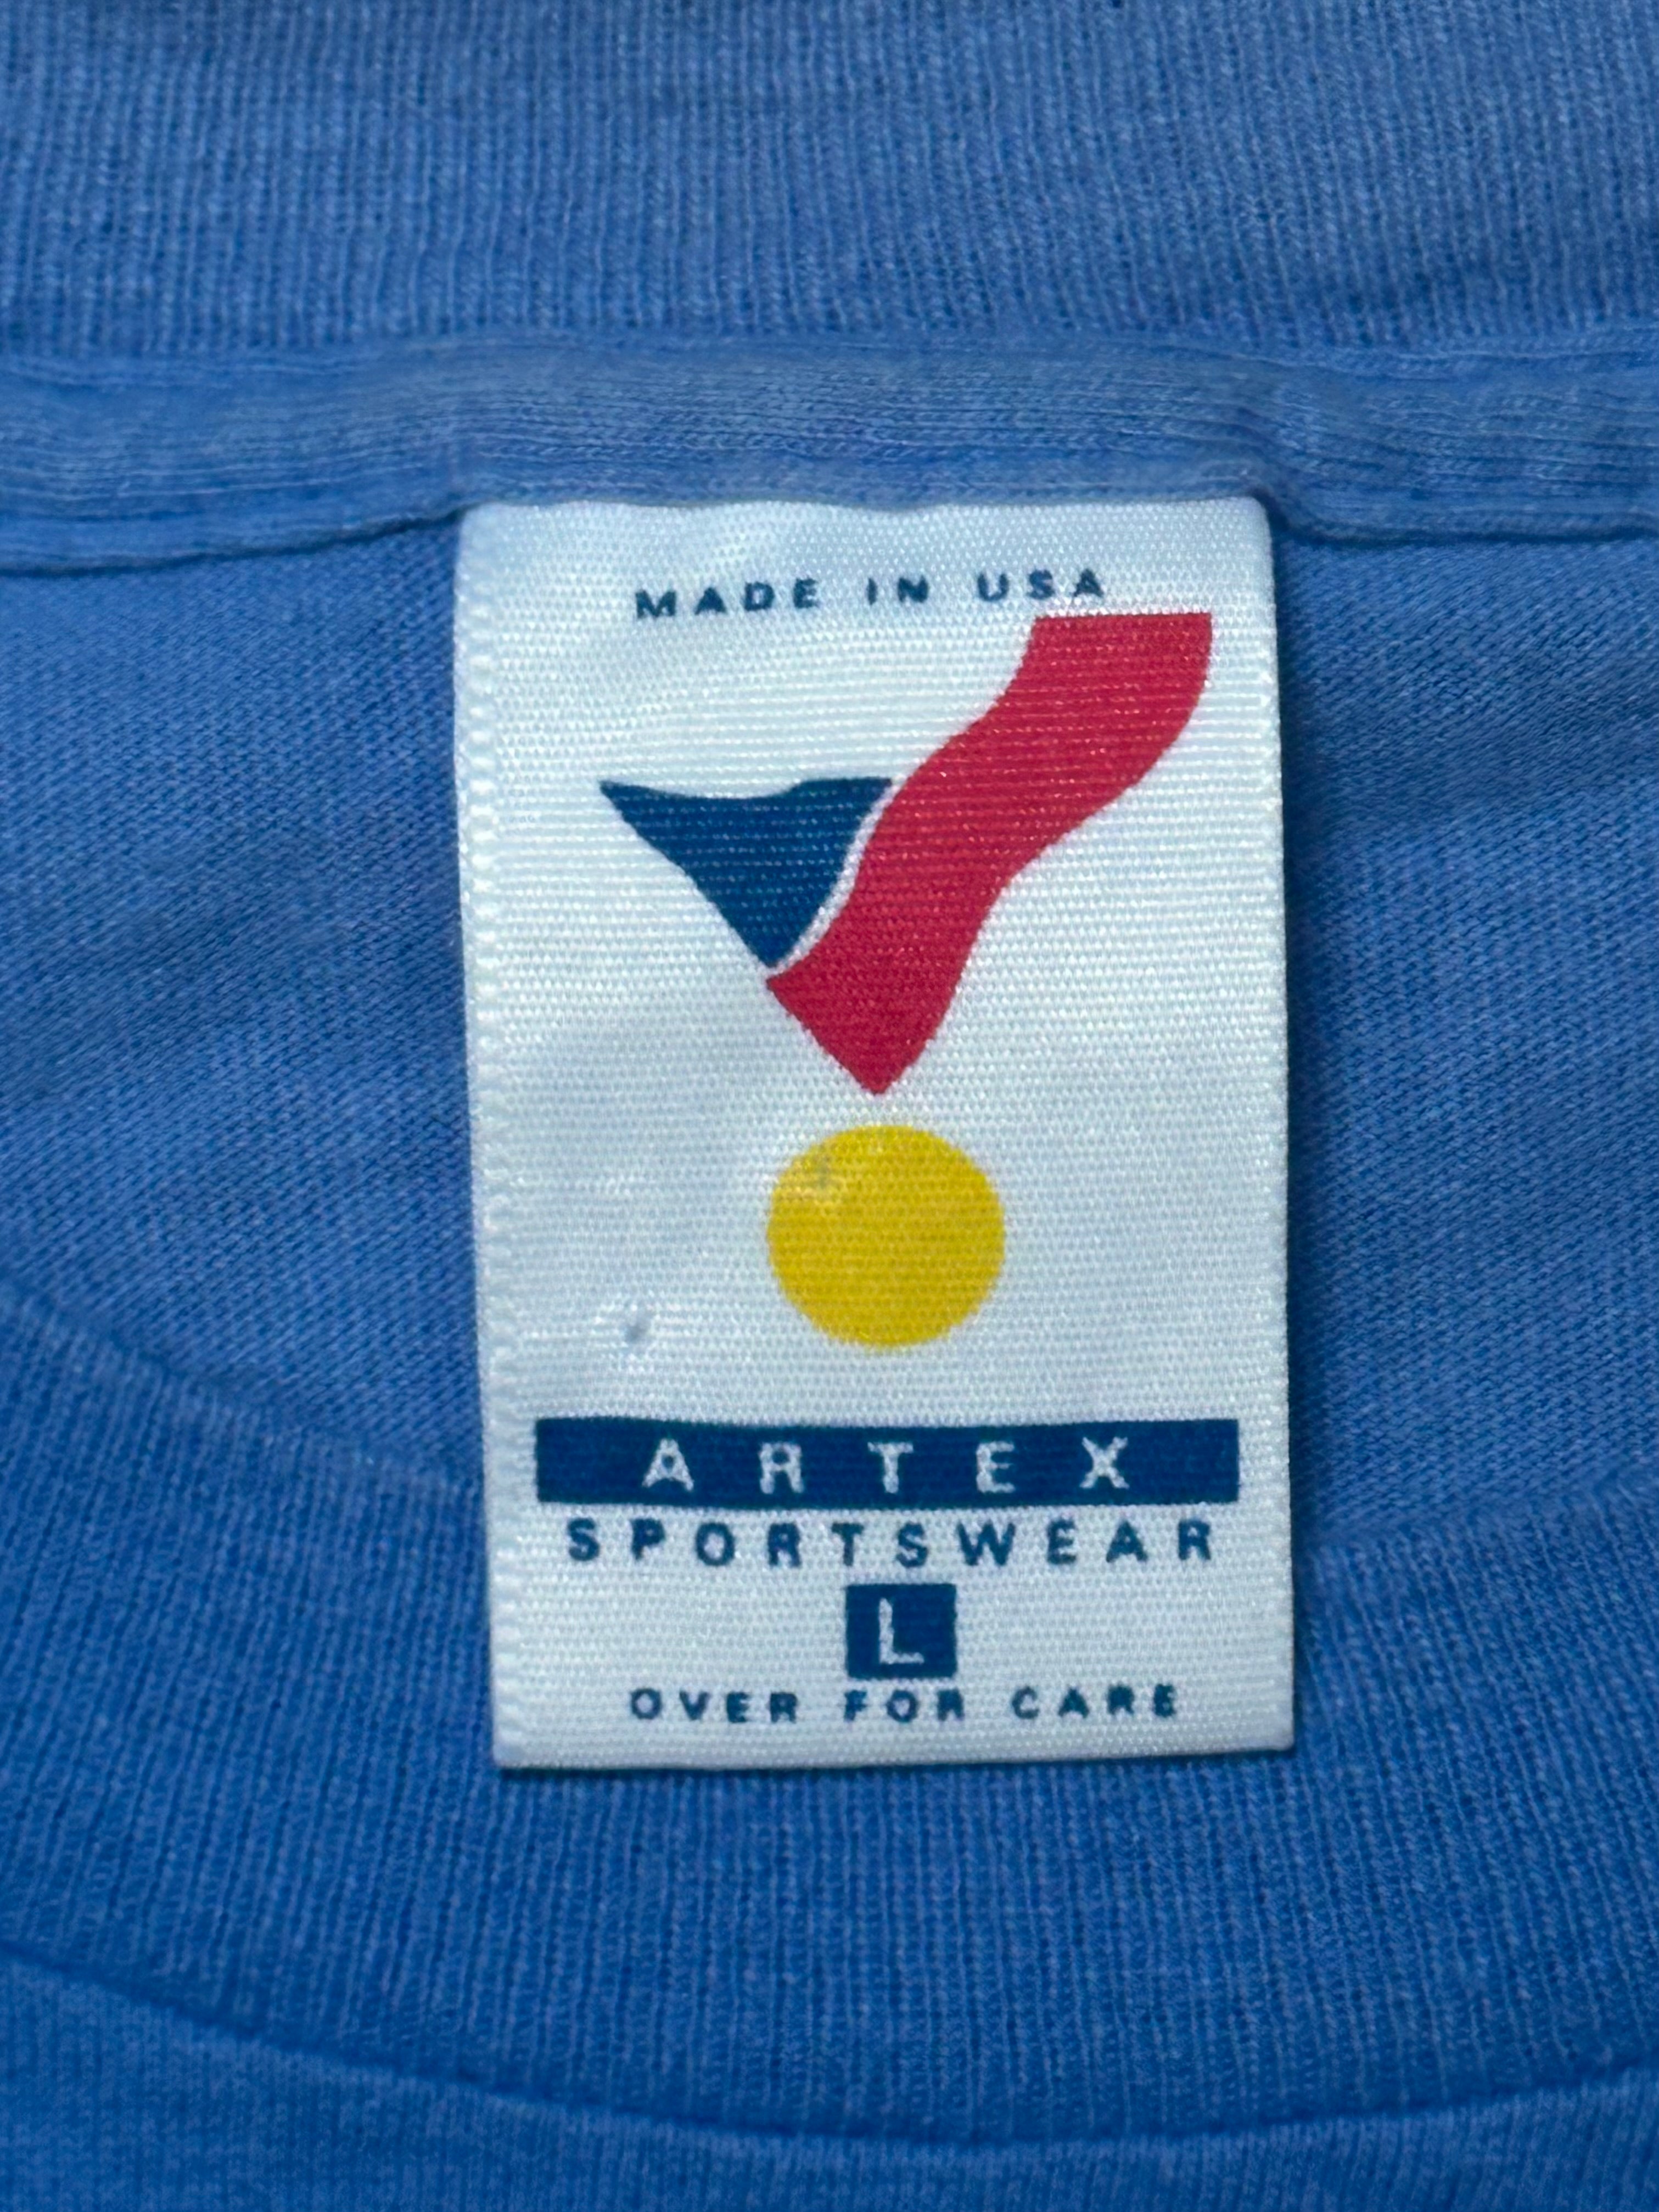 MADE IN USA
ARTEX
SPORTSWEAR
L
OVER FOR CARE